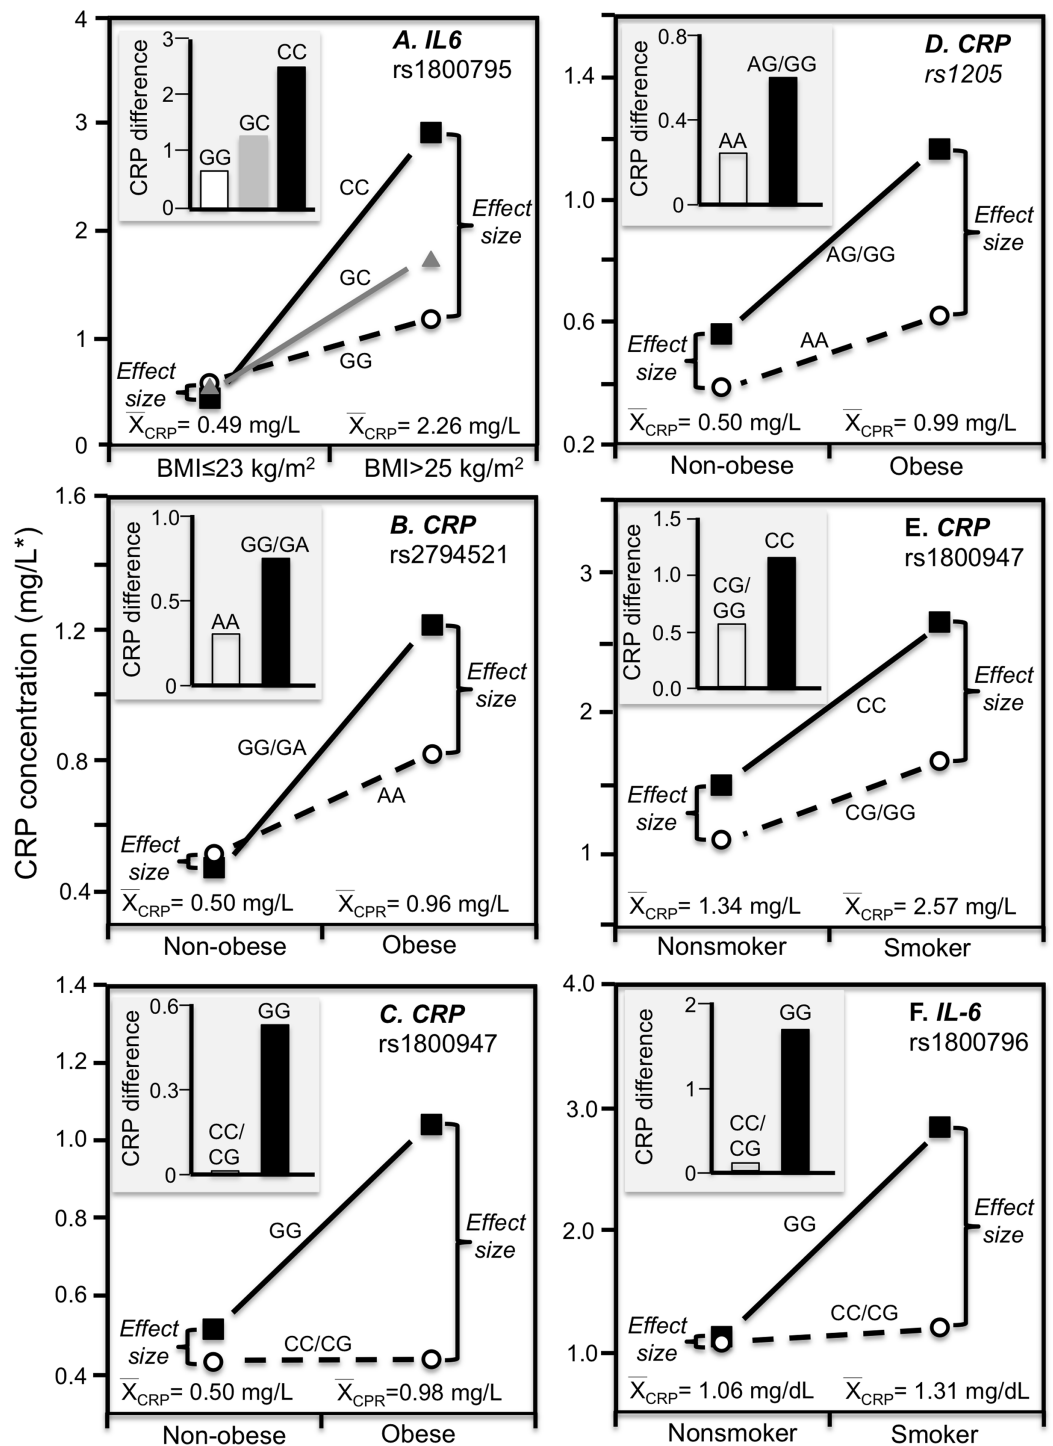 CRP concentration (mg/L*)
A. IL6
rs1800795
4
3
2
1
0
CRP difference
3
2
1
0
GG
GC
CC
CC
GC
GG
Effect
size
Effect
size
X̅CRP= 0.49 mg/L
X̅CRP= 2.26 mg/L
BMI≤23 kg/m²
BMI>25 kg/m²
D. CRP
rs1205
1.4
1.0
0.6
0.2
CRP difference
0.8
0.4
0
AA
AG/GG
AG/GG
AA
Effect
size
Effect
size
X̅CRP= 0.50 mg/L
X̅CPR= 0.99 mg/L
Non-obese
Obese
B. CRP
rs2794521
1.6
1.2
0.8
0.4
CRP difference
1.0
0.5
0
AA
GG/GA
GG/GA
AA
Effect
size
Effect
size
X̅CRP= 0.50 mg/L
X̅CPR= 0.96 mg/L
Non-obese
Obese
E. CRP
rs1800947
3
2
1
CRP difference
1.5
1.0
0.5
0.0
CG/
GG
CC
CC
CG/GG
Effect
size
Effect
size
X̅CRP= 1.34 mg/L
X̅CRP= 2.57 mg/L
Nonsmoker
Smoker
C. CRP
rs1800947
1.4
1.2
1.0
0.8
0.6
0.4
CRP difference
0.6
0.3
0
CC/
CG
GG
GG
CC/CG
Effect
size
Effect
size
X̅CRP= 0.50 mg/L
X̅CPR=0.98 mg/L
Non-obese
Obese
F. IL-6
rs1800796
4.0
3.0
2.0
1.0
CRP difference
2
1
0
CC/
CG
GG
GG
CC/CG
Effect
size
Effect
size
X̅CRP= 1.06 mg/dL
X̅CRP= 1.31 mg/dL
Nonsmoker
Smoker